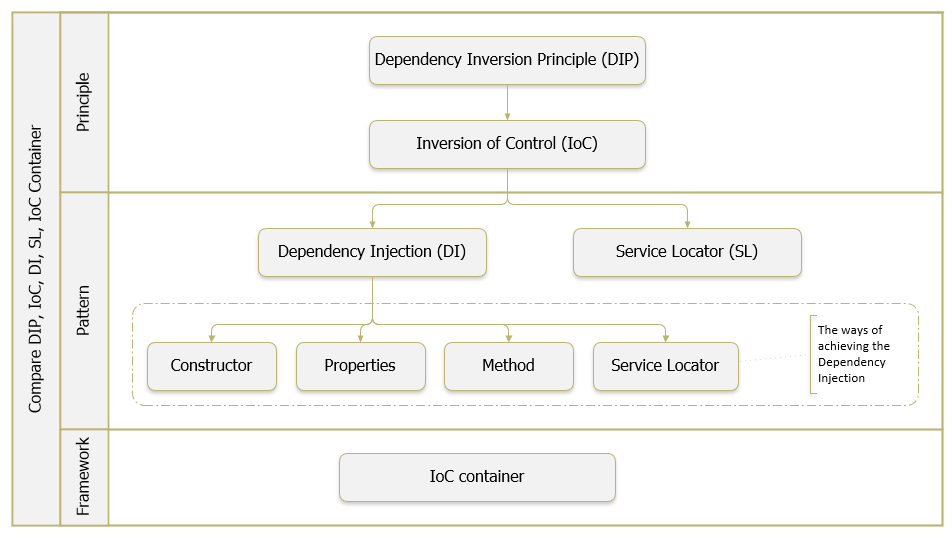 Compare DIP, IoC, DI, SL, IoC Container
Principle
Dependency Inversion Principle (DIP)
Inversion of Control (IoC)
Pattern
Dependency Injection (DI)
Service Locator (SL)
Constructor
Properties
Method
Service Locator
The ways of
achieving the
Dependency
Injection
Framework
IoC container